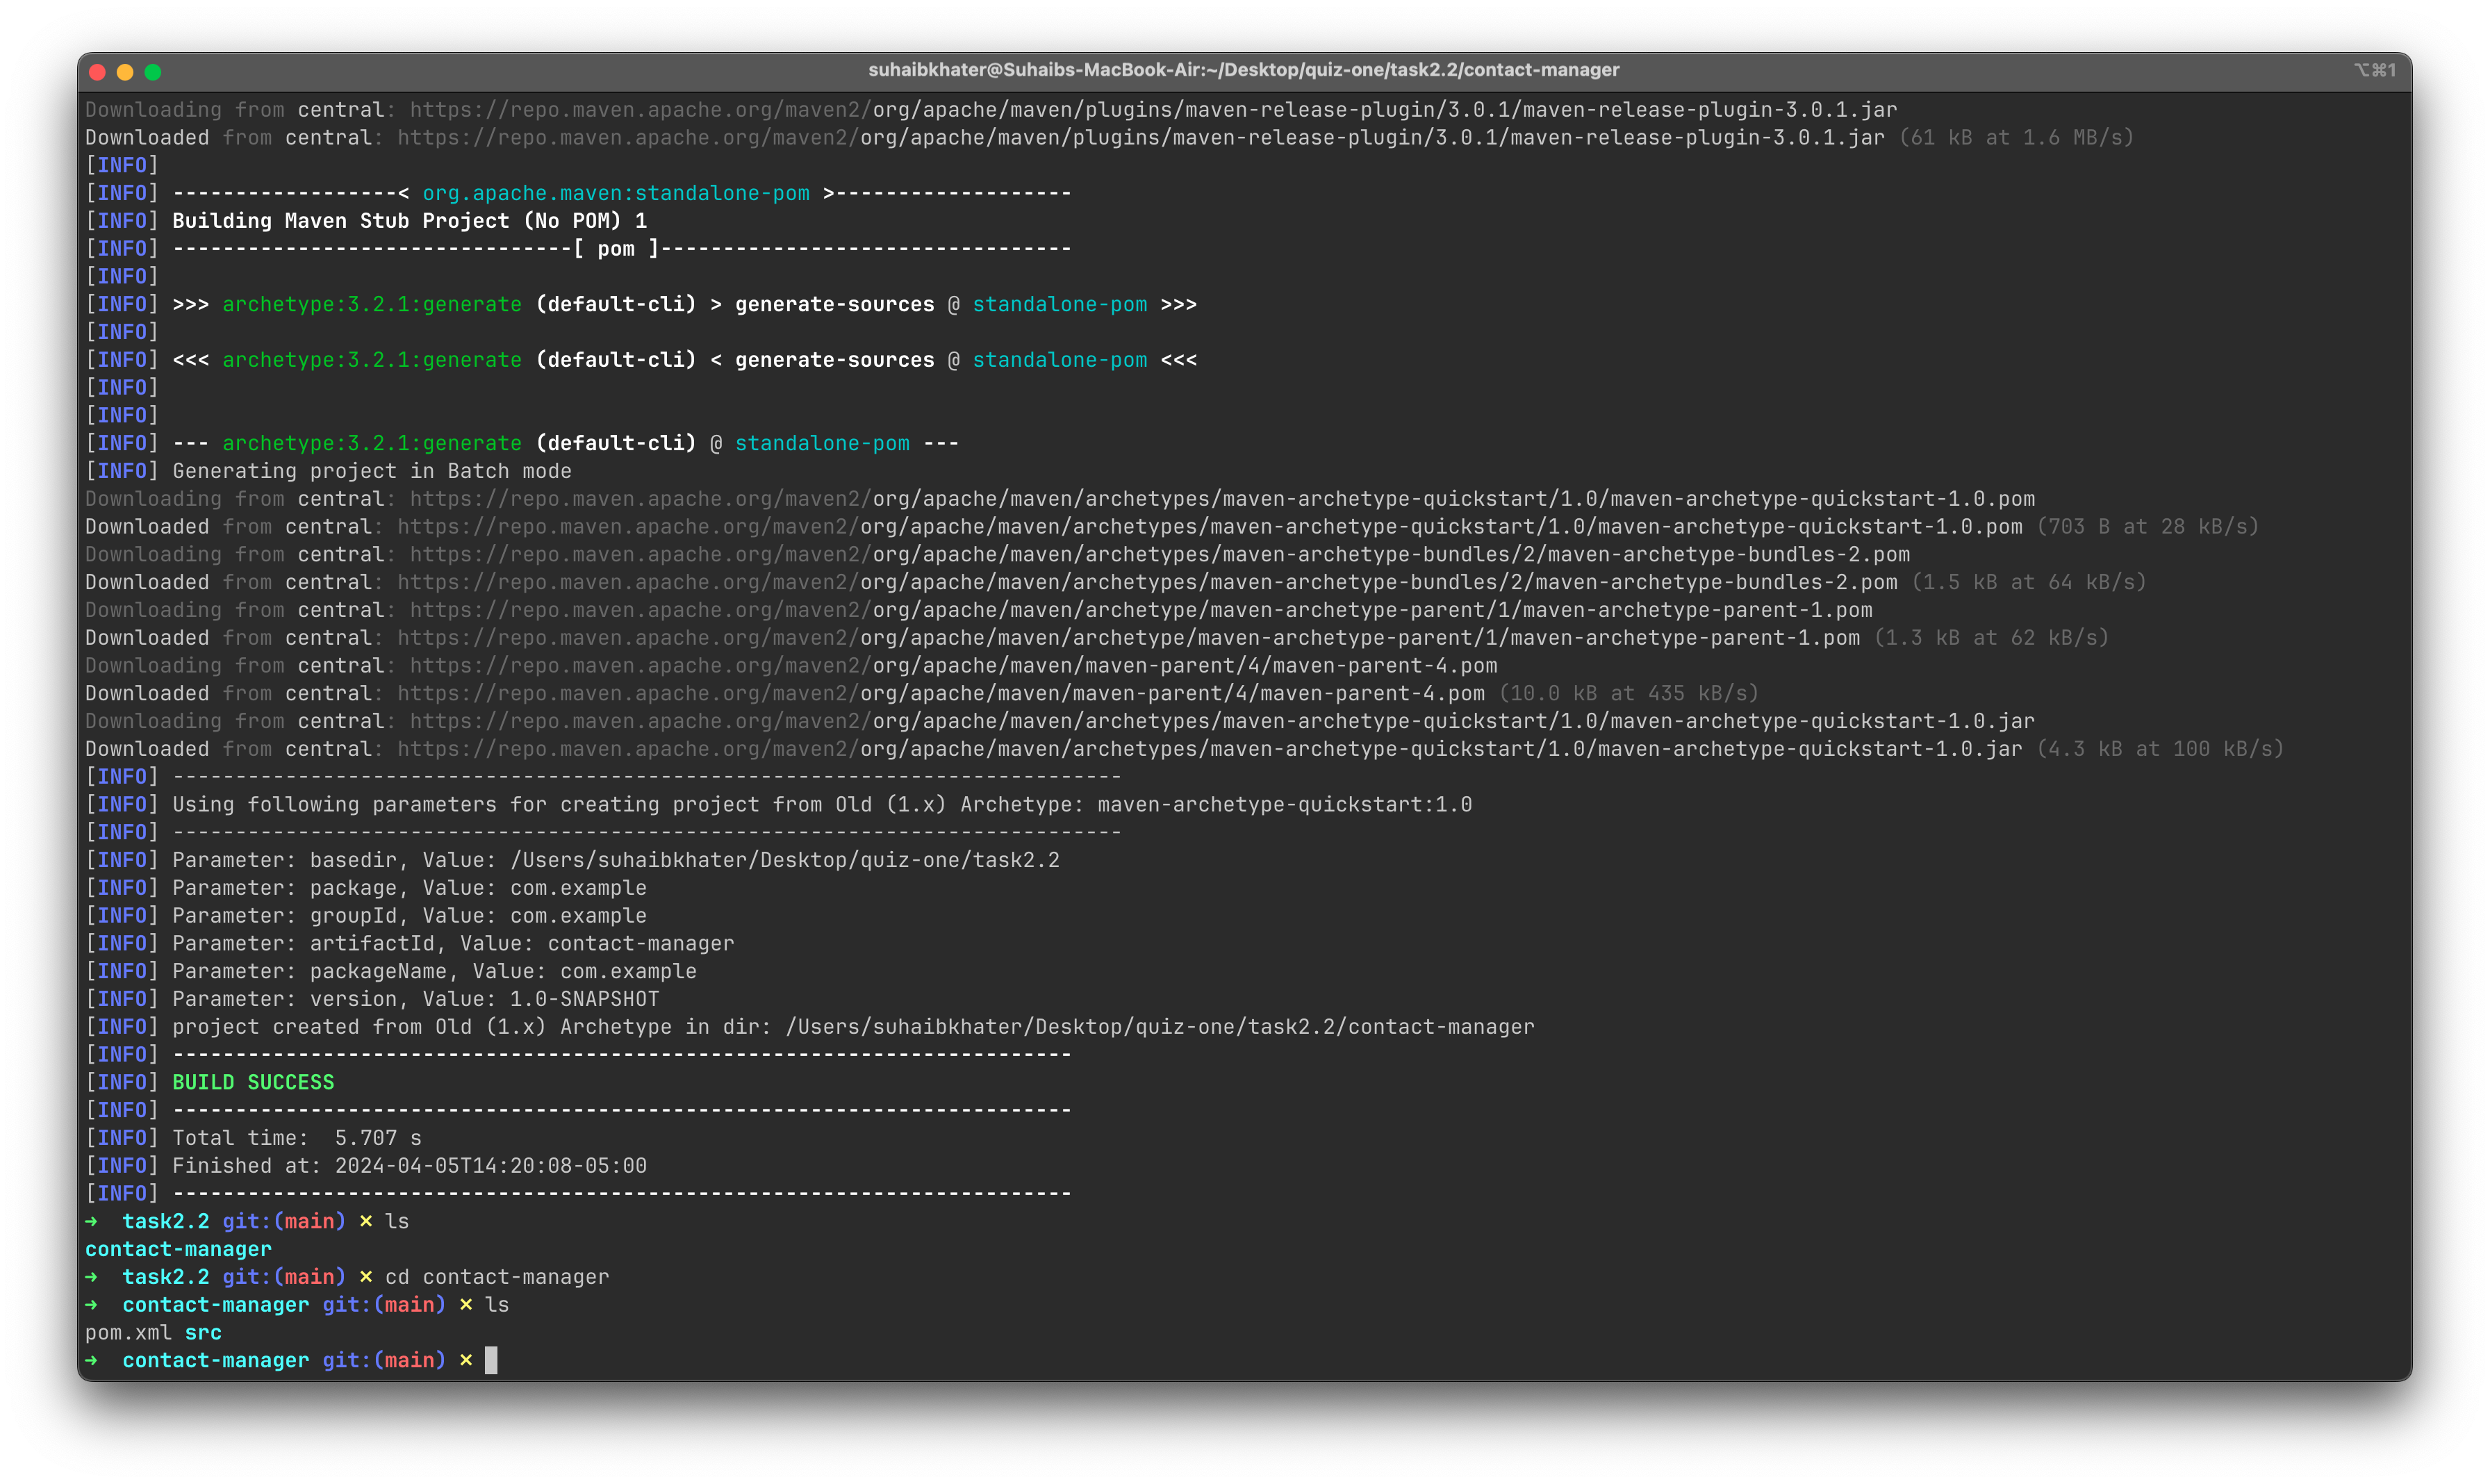 suhaibkhater@Suhaibs-MacBook-Air:~/Desktop/quiz-one/task2.2/contact-manager ⌥⌘1
Downloading from central: https://repo.maven.apache.org/maven2/org/apache/maven/plugins/maven-release-plugin/3.0.1/maven-release-plugin-3.0.1.jar
Downloaded from central: https://repo.maven.apache.org/maven2/org/apache/maven/plugins/maven-release-plugin/3.0.1/maven-release-plugin-3.0.1.jar (61 kB at 1.6 MB/s)
[INFO]
[INFO] ------------------< org.apache.maven:standalone-pom >-------------------
[INFO] Building Maven Stub Project (No POM) 1
[INFO] --------------------------------[ pom ]---------------------------------
[INFO]
[INFO] >>> archetype:3.2.1:generate (default-cli) > generate-sources @ standalone-pom >>>
[INFO]
[INFO] <<< archetype:3.2.1:generate (default-cli) < generate-sources @ standalone-pom <<<
[INFO]
[INFO]
[INFO] --- archetype:3.2.1:generate (default-cli) @ standalone-pom ---
[INFO] Generating project in Batch mode
Downloading from central: https://repo.maven.apache.org/maven2/org/apache/maven/archetypes/maven-archetype-quickstart/1.0/maven-archetype-quickstart-1.0.pom
Downloaded from central: https://repo.maven.apache.org/maven2/org/apache/maven/archetypes/maven-archetype-quickstart/1.0/maven-archetype-quickstart-1.0.pom (703 B at 28 kB/s)
Downloading from central: https://repo.maven.apache.org/maven2/org/apache/maven/archetypes/maven-archetype-bundles/2/maven-archetype-bundles-2.pom
Downloaded from central: https://repo.maven.apache.org/maven2/org/apache/maven/archetypes/maven-archetype-bundles/2/maven-archetype-bundles-2.pom (1.5 kB at 64 kB/s)
Downloading from central: https://repo.maven.apache.org/maven2/org/apache/maven/archetype/maven-archetype-parent/1/maven-archetype-parent-1.pom
Downloaded from central: https://repo.maven.apache.org/maven2/org/apache/maven/archetype/maven-archetype-parent/1/maven-archetype-parent-1.pom (1.3 kB at 62 kB/s)
Downloading from central: https://repo.maven.apache.org/maven2/org/apache/maven/maven-parent/4/maven-parent-4.pom
Downloaded from central: https://repo.maven.apache.org/maven2/org/apache/maven/maven-parent/4/maven-parent-4.pom (10.0 kB at 435 kB/s)
Downloading from central: https://repo.maven.apache.org/maven2/org/apache/maven/archetypes/maven-archetype-quickstart/1.0/maven-archetype-quickstart-1.0.jar
Downloaded from central: https://repo.maven.apache.org/maven2/org/apache/maven/archetypes/maven-archetype-quickstart/1.0/maven-archetype-quickstart-1.0.jar (4.3 kB at 100 kB/s)
[INFO] ----------------------------------------------------------------------------
[INFO] Using following parameters for creating project from Old (1.x) Archetype: maven-archetype-quickstart:1.0
[INFO] ----------------------------------------------------------------------------
[INFO] Parameter: basedir, Value: /Users/suhaibkhater/Desktop/quiz-one/task2.2
[INFO] Parameter: package, Value: com.example
[INFO] Parameter: groupId, Value: com.example
[INFO] Parameter: artifactId, Value: contact-manager
[INFO] Parameter: packageName, Value: com.example
[INFO] Parameter: version, Value: 1.0-SNAPSHOT
[INFO] project created from Old (1.x) Archetype in dir: /Users/suhaibkhater/Desktop/quiz-one/task2.2/contact-manager
[INFO] ------------------------------------------------------------------------
[INFO] BUILD SUCCESS
[INFO] ------------------------------------------------------------------------
[INFO] Total time:  5.707 s
[INFO] Finished at: 2024-04-05T14:20:08-05:00
[INFO] ------------------------------------------------------------------------
➜  task2.2 git:(main) ✗ ls
contact-manager
➜  task2.2 git:(main) ✗ cd contact-manager
➜  contact-manager git:(main) ✗ ls
pom.xml src
➜  contact-manager git:(main) ✗